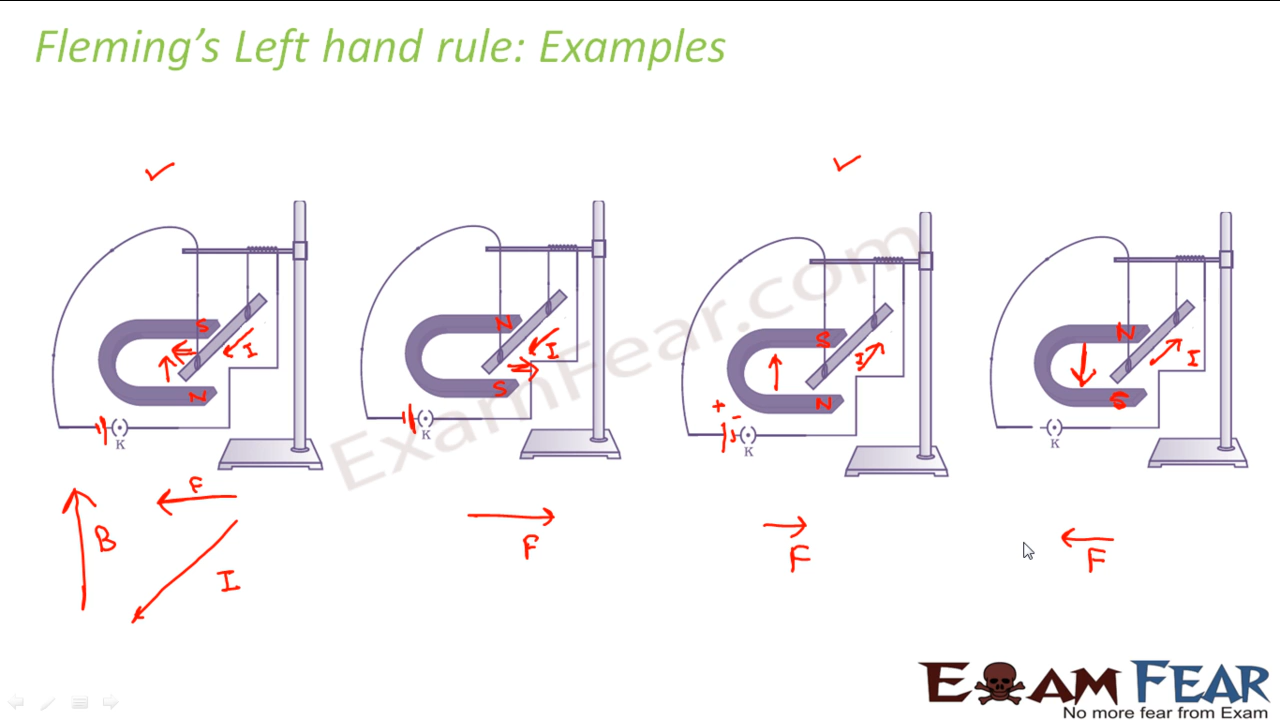 Fleming's Left hand rule: Examples
S
I
N
K
N
I
S
K
S
I
N
+ -
K
N
I
S
K
ExamFear.com
B
F
I
F
F
F
EXAM FEAR
No more fear from Exam